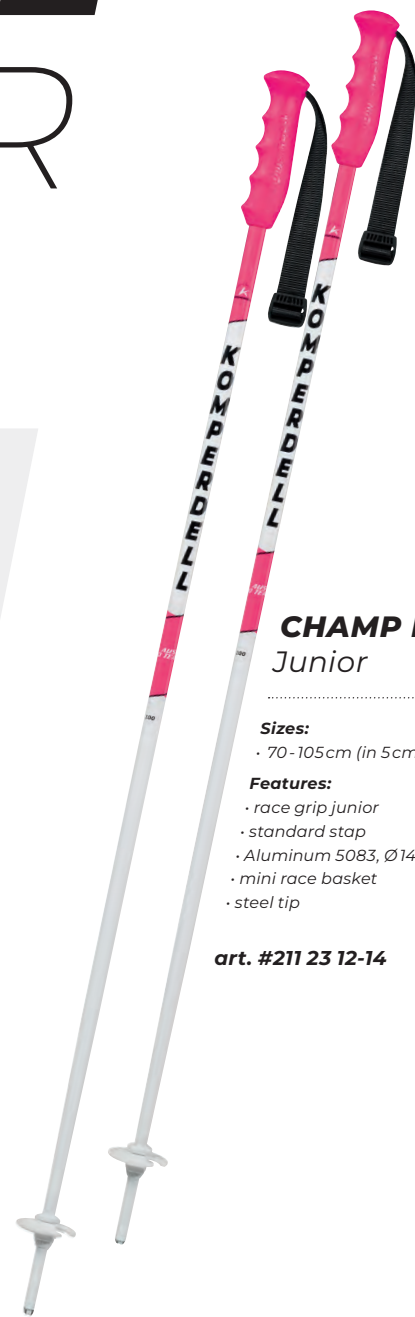 R
KOMPERDELL
KOMPERDELL
CHAMP
Junior
Sizes:
• 70-105cm (in 5cm
Features:
• race grip junior
• standard stap
• Aluminum 5083, Ø14
• mini race basket
• steel tip
art. #211 23 12-14